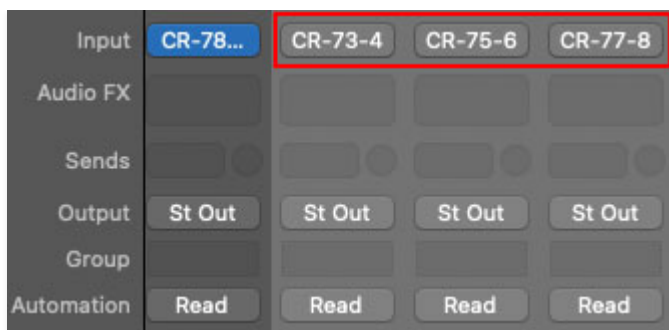 Input CR-78... CR-73-4 CR-75-6 CR-77-8
Audio FX
Sends
Output St Out St Out St Out St Out
Group
Automation Read Read Read Read